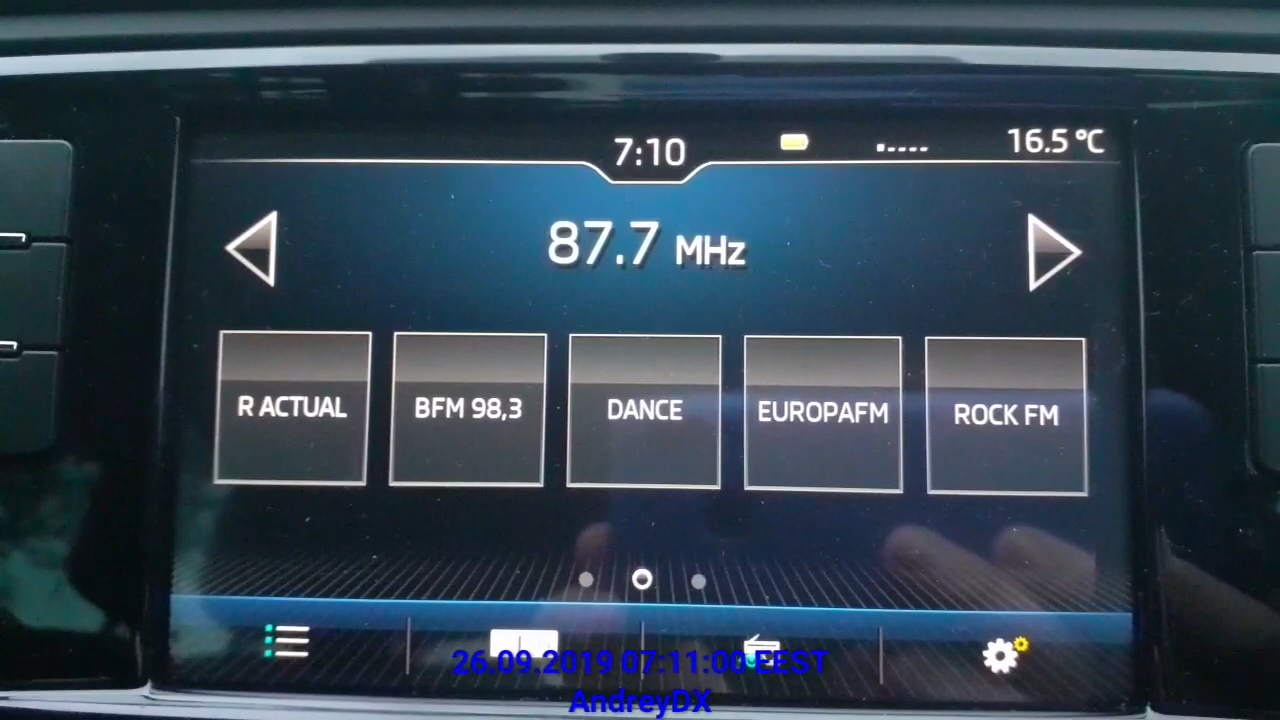 7:10
16.5 °C
87.7 MHz
R ACTUAL
BFM 98,3
DANCE
EUROPAFM
ROCK FM
26.09.2019 07:11:00 EEST
AndreyDX